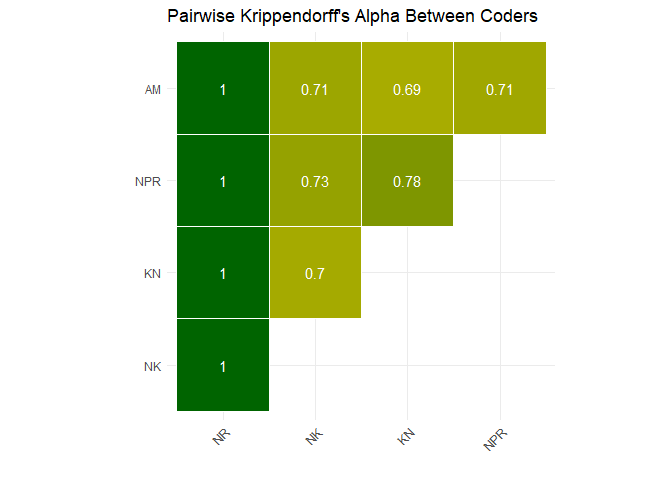 Pairwise Krippendorff's Alpha Between Coders
AM 1 0.71 0.69 0.71
NPR 1 0.73 0.78
KN 1 0.7
NK 1
NR NK KN NPR